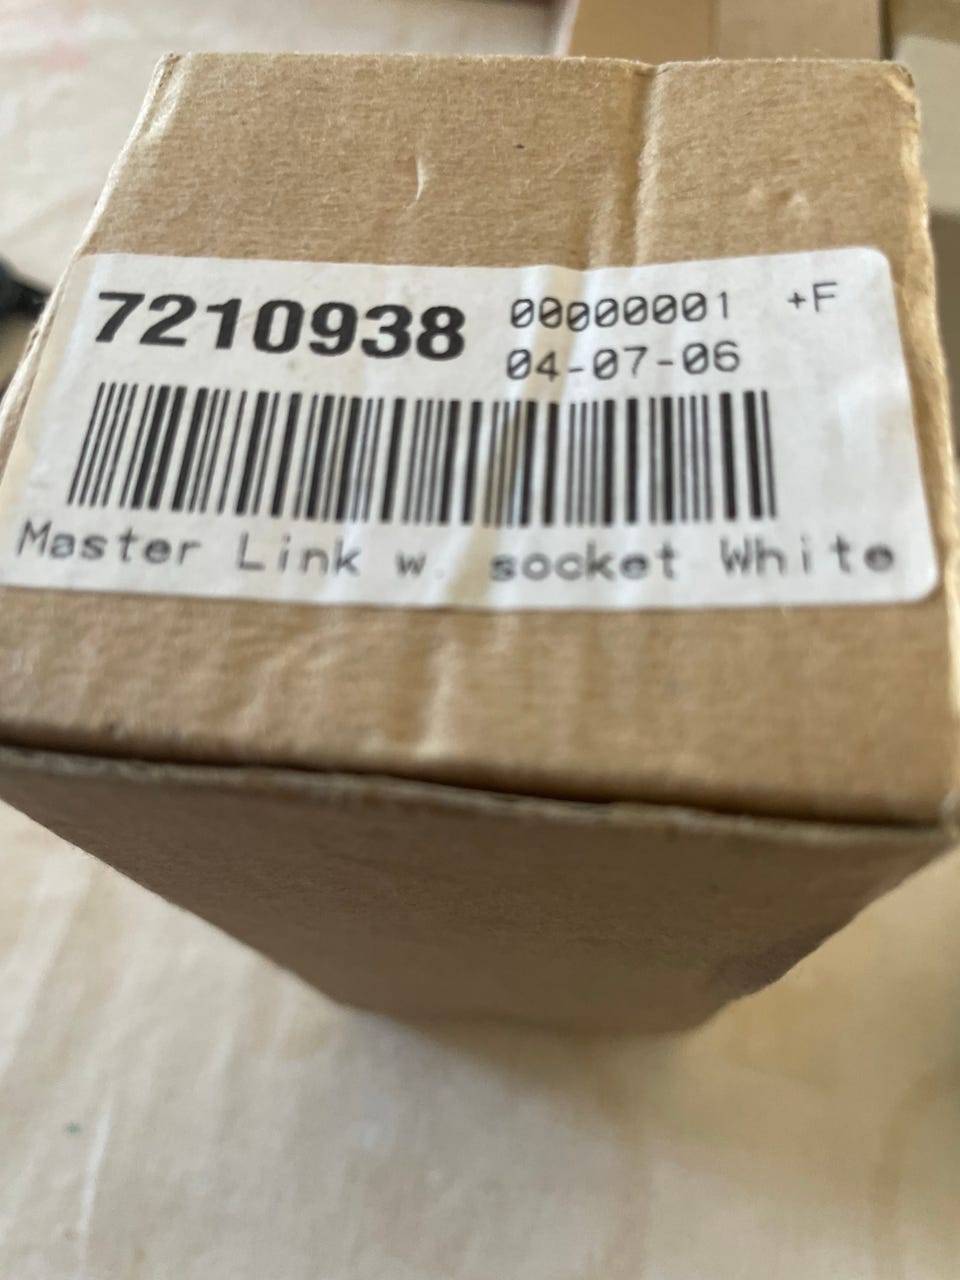 7210938 00000001 +F
04-07-06
Master Link w. socket White